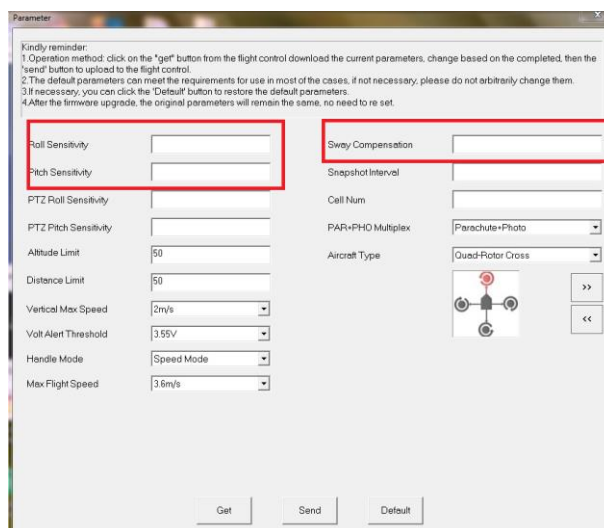 Parameter
Kindly reminder:
1.Operation method: click on the "get" button from the flight control download the current parameters, change based on the completed, then the
'send' button to upload to the flight control.
2.The default parameters can meet the requirements for use in most of the cases, if not necessary, please do not arbitrarily change them.
3.If necessary, you can click the 'Default' button to restore the default parameters.
4.After the firmware upgrade, the original parameters will remain the same, no need to re set.
Roll Sensitivity
Pitch Sensitivity
PTZ Roll Sensitivity
PTZ Pitch Sensitivity
Altitude Limit 50
Distance Limit 50
Vertical Max Speed 2m/s
Volt Alert Threshold 3.55V
Handle Mode Speed Mode
Max Flight Speed 3.6m/s
Sway Compensation
Snapshot Interval
Cell Num
PAR+PHO Multiplex Parachute+Photo
Aircraft Type Quad-Rotor Cross
>>
<<
Get Send Default